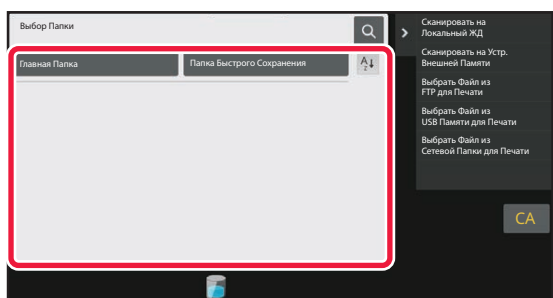 Выбор Папки
Главная Папка
Папка Быстрого Сохранения
A
Z
Сканировать на
Локальный ЖД
Сканировать на Устр.
Внешней Памяти
Выбрать Файл из
FTP для Печати
Выбрать Файл из
USB Памяти для Печати
Выбрать Файл из
Сетевой Папки для Печати
CA